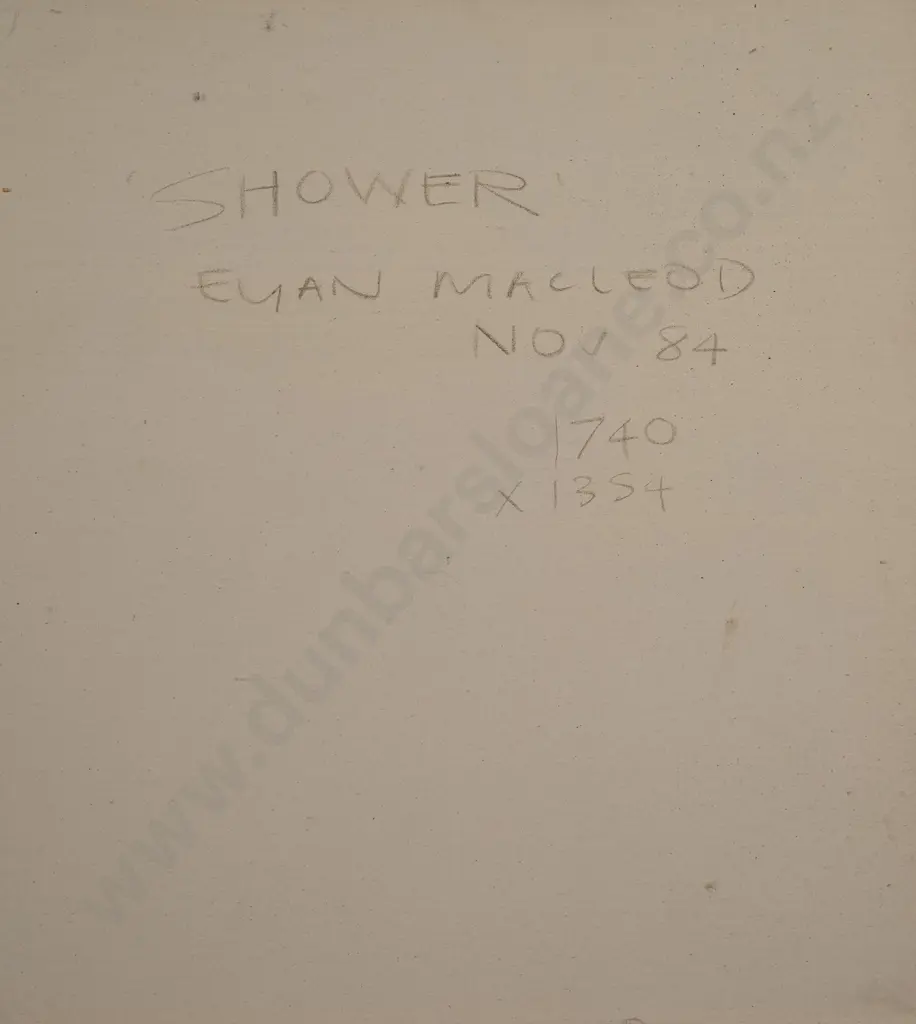 'SHOWER'
EUAN MACLEOD
NOV 84
1740
X 1354
www.dunbarsloane.co.nz